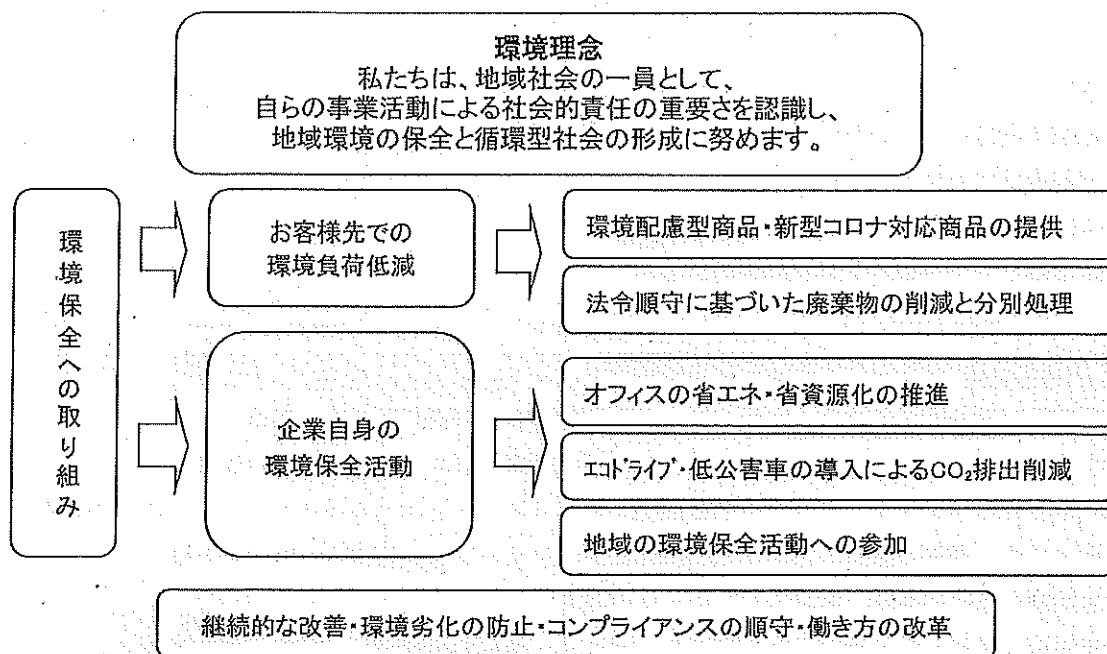 環境理念
私たちは、地域社会の一員として、
自らの事業活動による社会的責任の重要さを認識し、
地域環境の保全と循環型社会の形成に努めます。
環境保全への取り組み
お客様先での
環境負荷低減
環境配慮型商品・新型コロナ対応商品の提供
法令順守に基づいた廃棄物の削減と分別処理
企業自身の
環境保全活動
オフィスの省エネ・省資源化の推進
ｴｺﾄﾞﾗｲﾌﾞ・低公害車の導入によるCO₂排出削減
地域の環境保全活動への参加
継続的な改善・環境劣化の防止・コンプライアンスの順守・働き方の改革